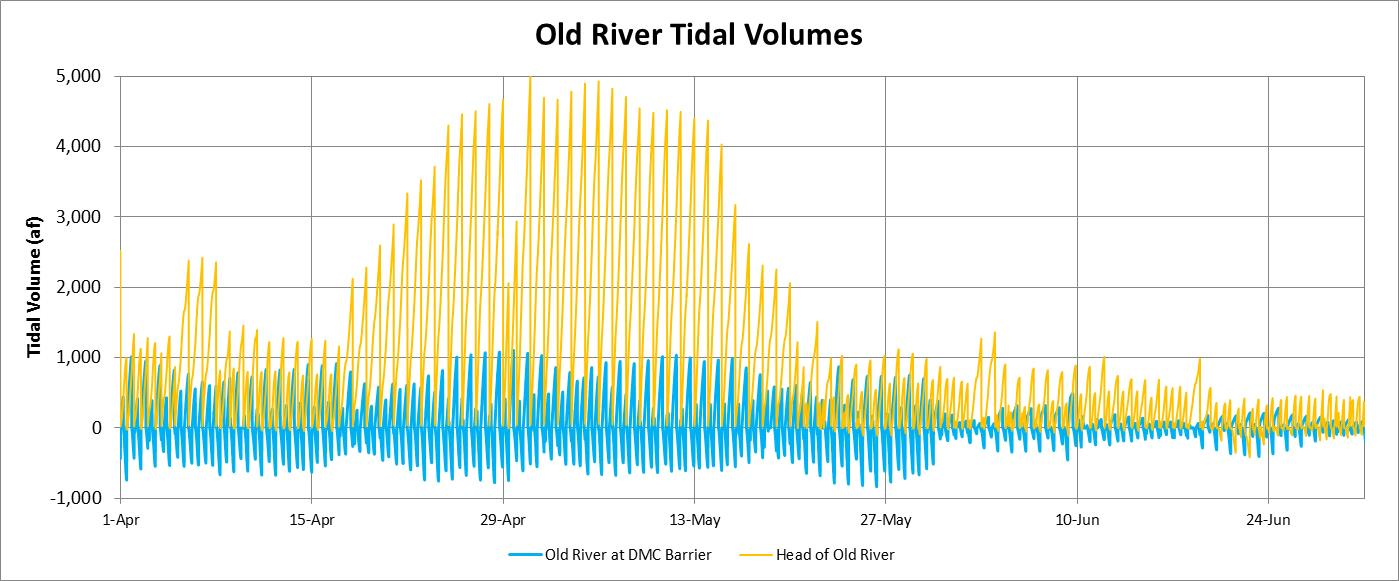 Old River Tidal Volumes
Tidal Volume (af)
5,000
4,000
3,000
2,000
1,000
0
-1,000
1-Apr 15-Apr 29-Apr 13-May 27-May 10-Jun 24-Jun
Old River at DMC Barrier Head of Old River